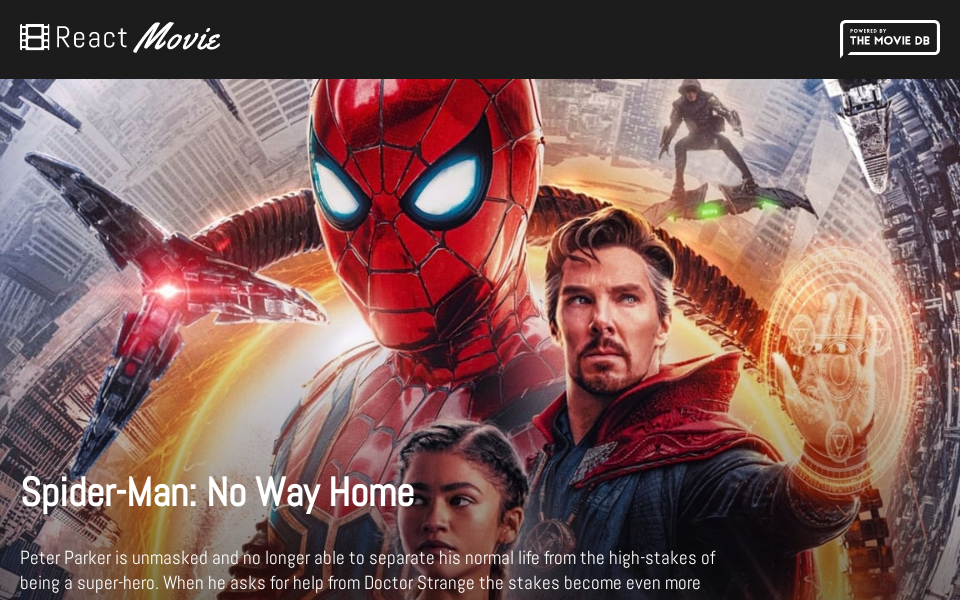 React Movie
POWERED BY
THE MOVIE DB
Spider-Man: No Way Home
Peter Parker is unmasked and no longer able to separate his normal life from the high-stakes of
being a super-hero. When he asks for help from Doctor Strange the stakes become even more